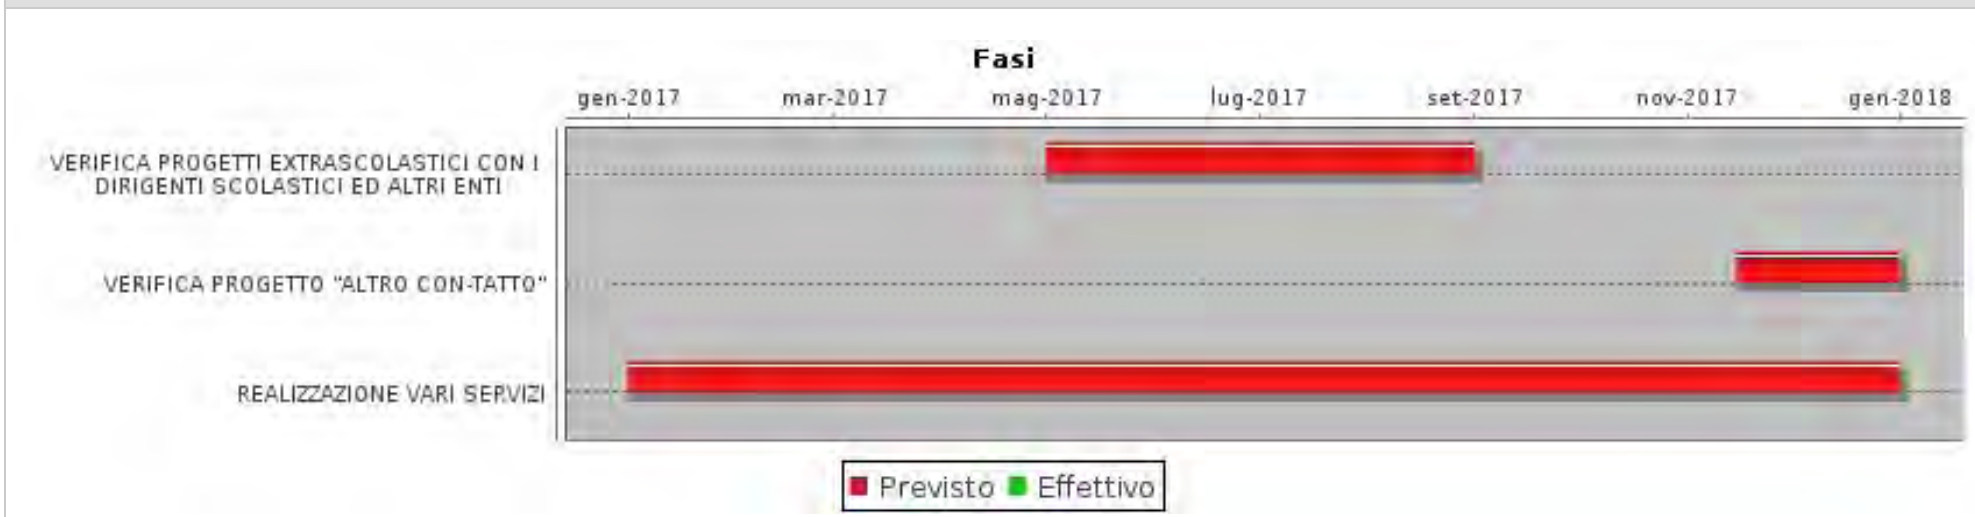 Fasi
gen-2017 mar-2017 mag-2017 lug-2017 set-2017 nov-2017 gen-2018
VERIFICA PROGETTI EXTRASCOLASTICI CON I
DIRIGENTI SCOLASTICI ED ALTRI ENTI
VERIFICA PROGETTO "ALTRO CON-TATTO"
REALIZZAZIONE VARI SERVIZI
Previsto Effettivo